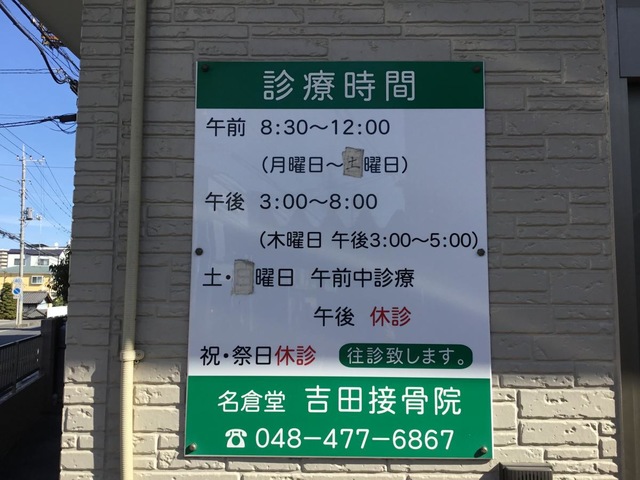 診療時間
午前 8:30〜12:00
(月曜日〜土曜日)
午後 3:00〜8:00
(木曜日 午後3:00〜5:00)
土・曜日 午前中診療
午後 休診
祝・祭日休診 往診致します。
名倉堂 吉田接骨院
☎ 048-477-6867